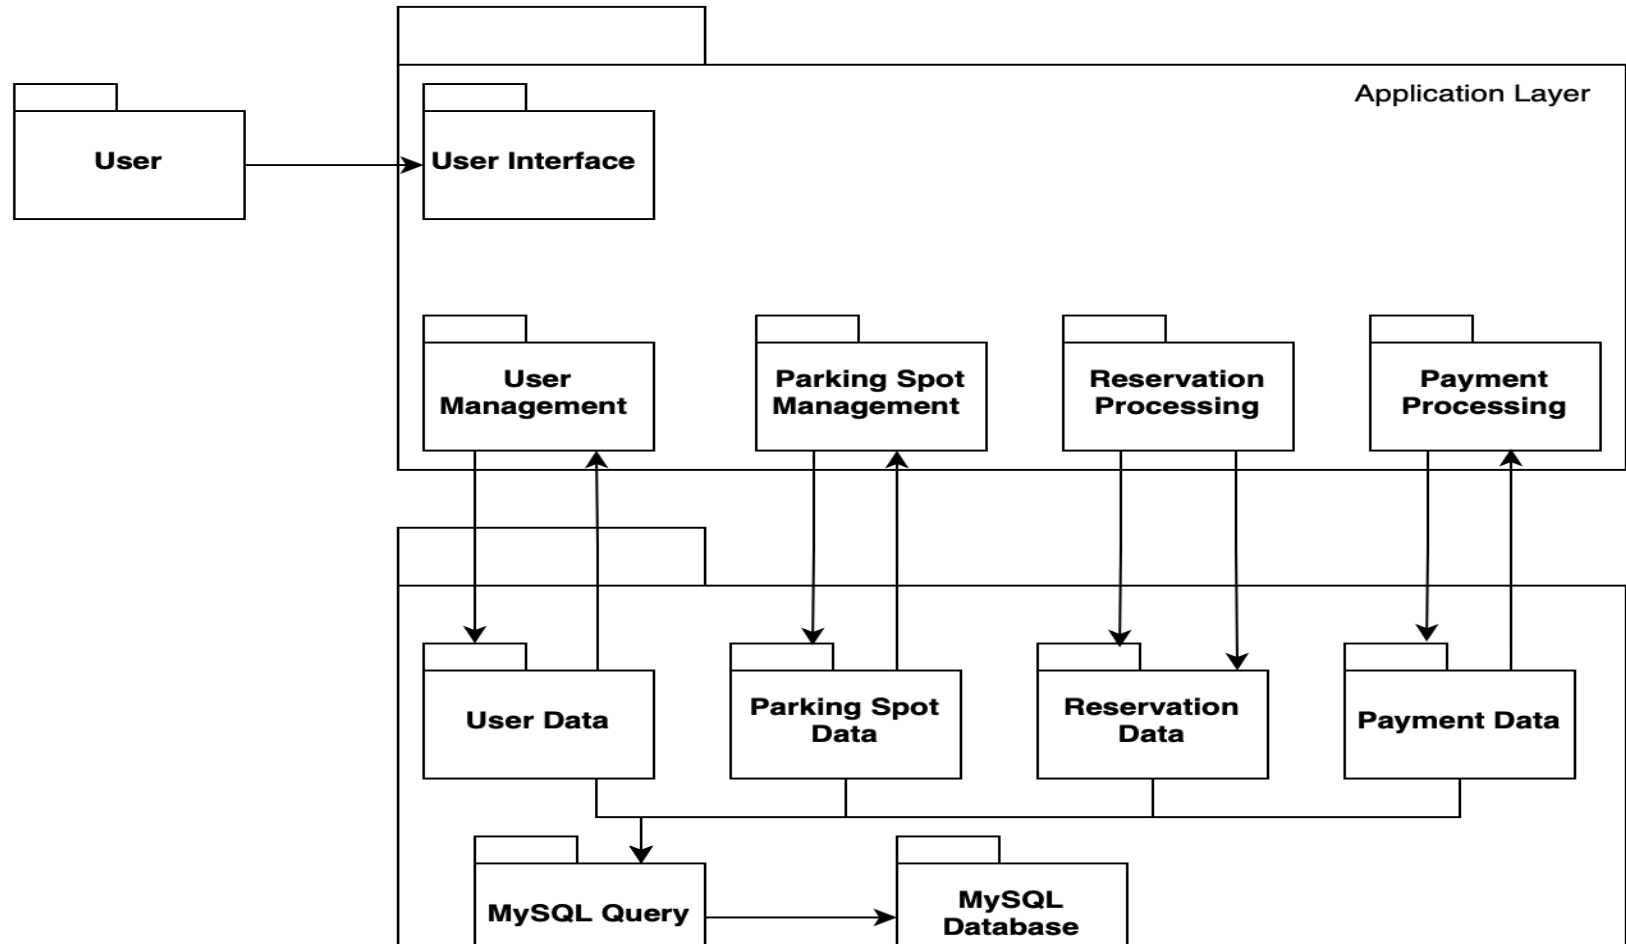 Application Layer
User
User Interface
User
Management
Parking Spot
Management
Reservation
Processing
Payment
Processing
User Data
Parking Spot
Data
Reservation
Data
Payment Data
MySQL Query
MySQL
Database